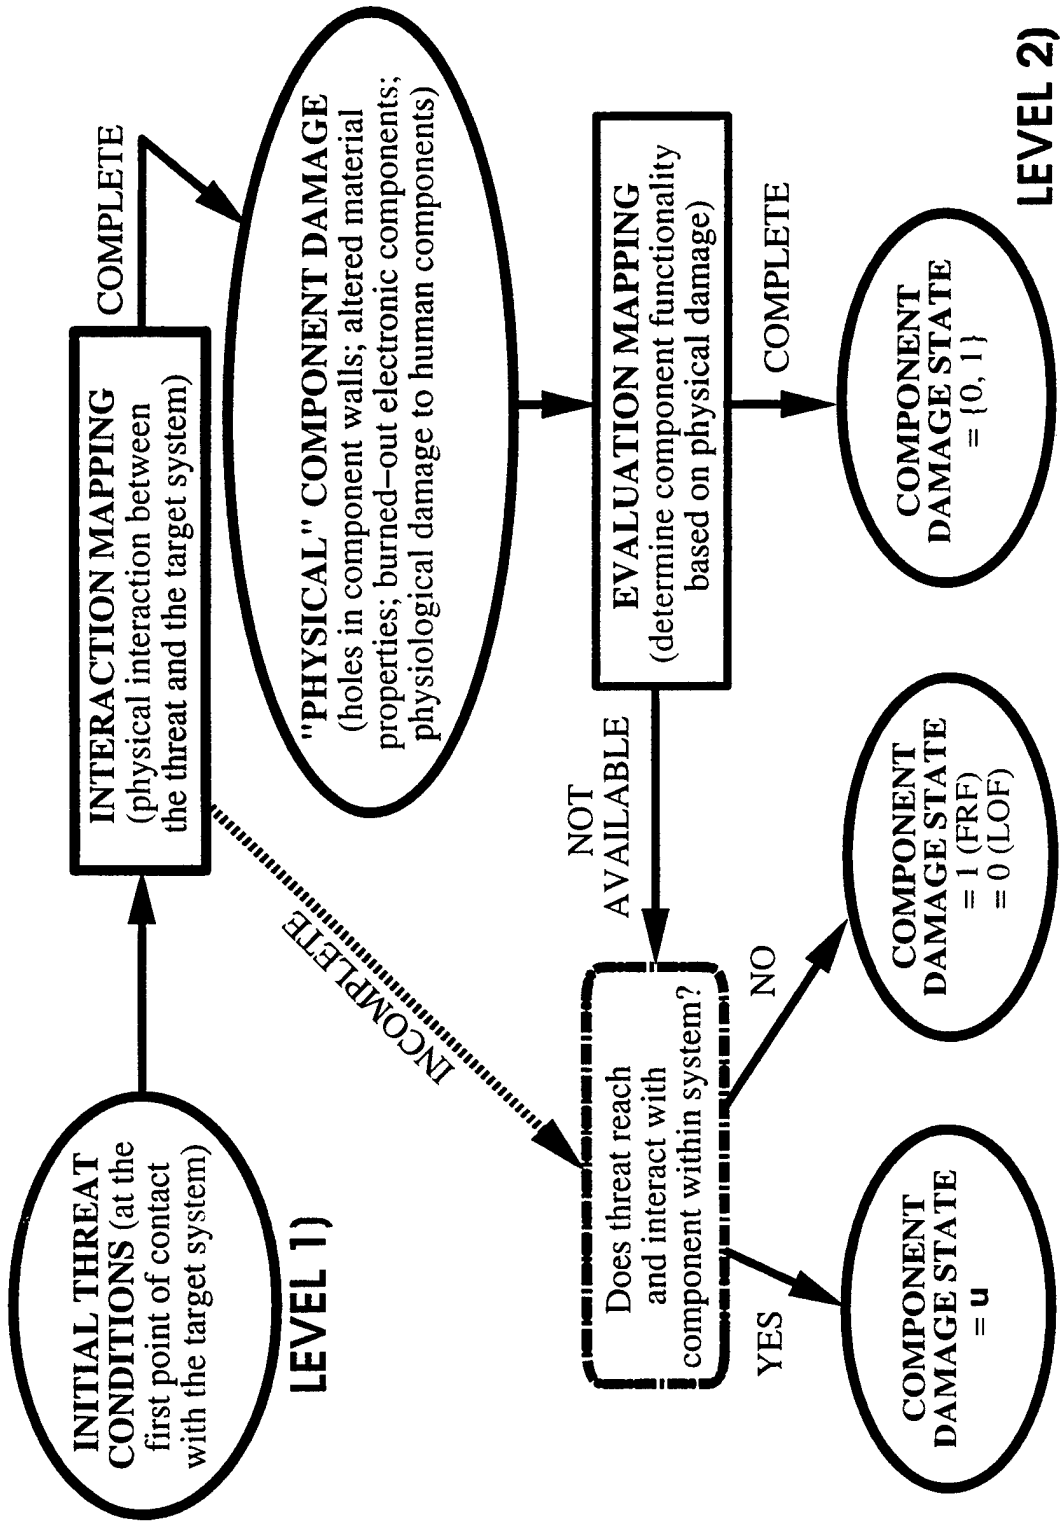 INITIAL THREAT
CONDITIONS (at the
first point of contact
with the target system)
LEVEL 1)
INTERACTION MAPPING
(physical interaction between
the threat and the target system)
COMPLETE
"PHYSICAL" COMPONENT DAMAGE
(holes in component walls; altered material
properties; burned-out electronic components;
physiological damage to human components)
INCOMPLETE
EVALUATION MAPPING
(determine component functionality
based on physical damage)
NOT
AVAILABLE
COMPLETE
Does threat reach
and interact with
component within system?
YES
NO
COMPONENT
DAMAGE STATE
= u
COMPONENT
DAMAGE STATE
= 1 (FRF)
= 0 (LOF)
COMPONENT
DAMAGE STATE
= {0, 1}
LEVEL 2)